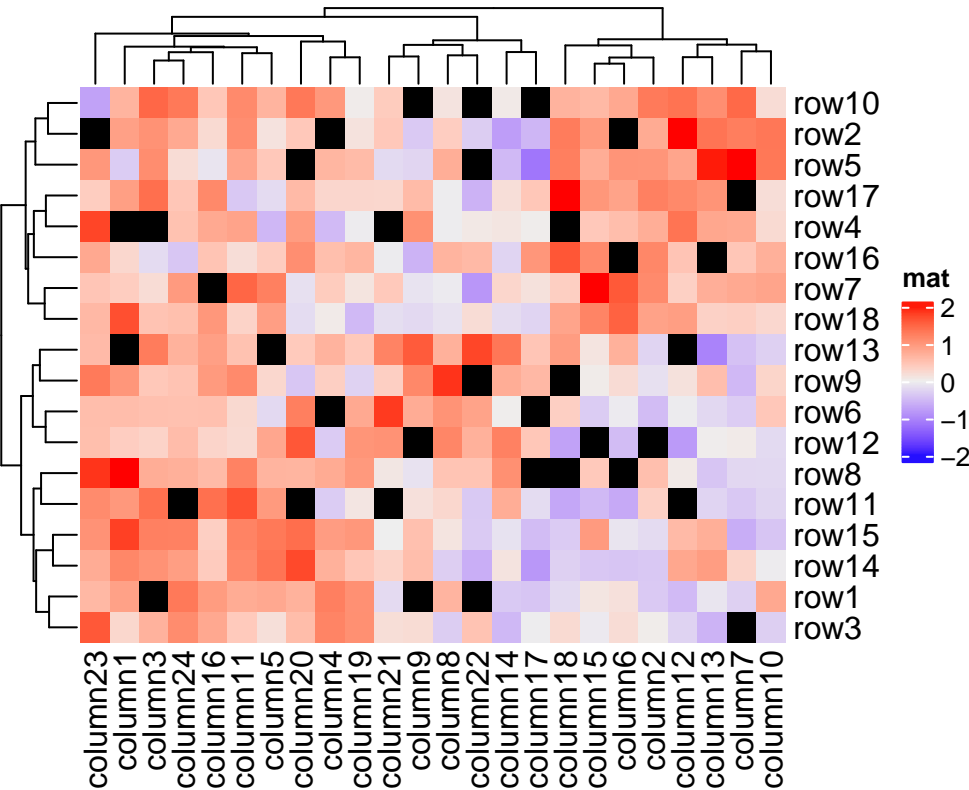 row10
row2
row5
row17
row4
row16
row7
row18
row13
row9
row6
row12
row8
row11
row15
row14
row1
row3
mat
2
1
0
−1
−2
column23
column1
column3
column24
column16
column11
column5
column20
column4
column19
column21
column9
column8
column22
column14
column17
column18
column15
column6
column2
column12
column13
column7
column10